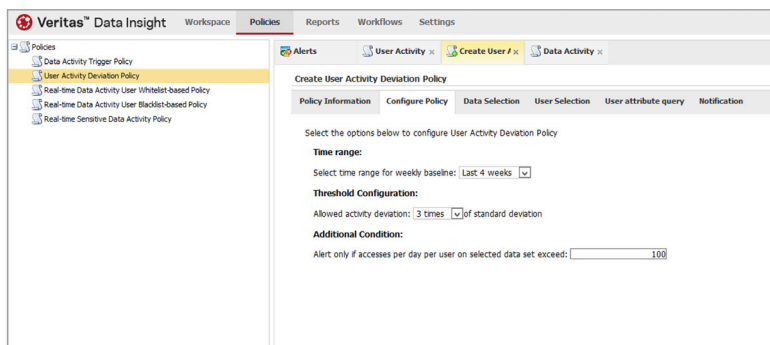 Veritas™ Data Insight Workspace Policies Reports Workflows Settings
Policies
Data Activity Trigger Policy
User Activity Deviation Policy
Real-time Data Activity User Whitelist-based Policy
Real-time Data Activity User Blacklist-based Policy
Real-time Sensitive Data Activity Policy
Alerts User Activity × Create User A × Data Activity ×
Create User Activity Deviation Policy
Policy Information Configure Policy Data Selection User Selection User attribute query Notification
Select the options below to configure User Activity Deviation Policy
Time range:
Select time range for weekly baseline: Last 4 weeks
Threshold Configuration:
Allowed activity deviation: 3 times of standard deviation
Additional Condition:
Alert only if accesses per day per user on selected data set exceed: 100